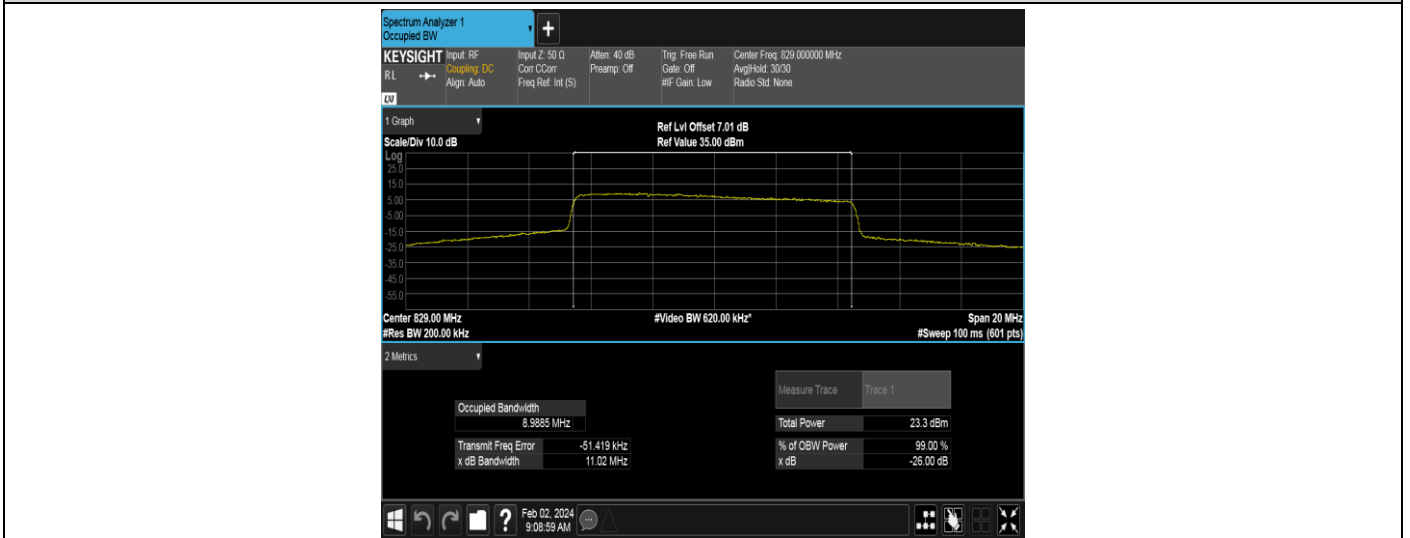 Spectrum Analyzer 1
Occupied BW
+
KEYSIGHT Input: RF Input Z: 50 Ω Atten: 40 dB Trig: Free Run Center Freq: 829.000000 MHz
RL Coupling: DC Corr CCorr Preamp: Off Gate: Off Avg|Hold: 30/30
Align: Auto Freq Ref: Int (S) #IF Gain: Low Radio Std: None
LXI
1 Graph Ref Lvl Offset 7.01 dB
Scale/Div 10.0 dB Ref Value 35.00 dBm
Log
25.0
15.0
5.00
-5.00
-15.0
-25.0
-35.0
-45.0
-55.0
Center 829.00 MHz #Video BW 620.00 kHz* Span 20 MHz
#Res BW 200.00 kHz #Sweep 100 ms (601 pts)
2 Metrics
Measure Trace Trace 1
Occupied Bandwidth
8.9885 MHz Total Power 23.3 dBm
Transmit Freq Error -51.419 kHz % of OBW Power 99.00 %
x dB Bandwidth 11.02 MHz x dB -26.00 dB
? Feb 02, 2024
9:08:59 AM